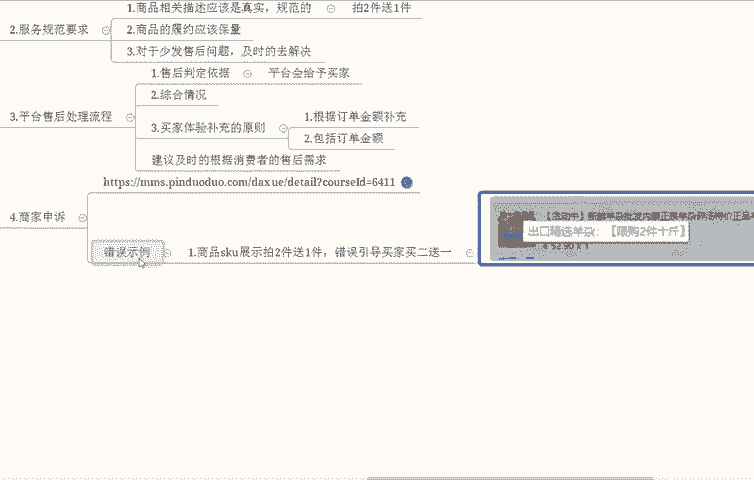 1.商品相关描述应该是真实，规范的
拍2件送1件
2.服务规范要求
2.商品的履约应该保量
3.对于少发售后问题，及时的去解决
1.售后判定依据
平台会给予买家
2.综合情况
3.平台售后处理流程
1.根据订单金额补充
3.买家体验补充的原则
2.包括订单金额
建议及时的根据消费者的售后需求
https://mms.pinduoduo.com/daxue/detail?courseId=6411
4.商家申诉
出口精选单款：【限购2件十斤】
错误示例
1.商品sku展示拍2件送1件，错误引导买家买二送一